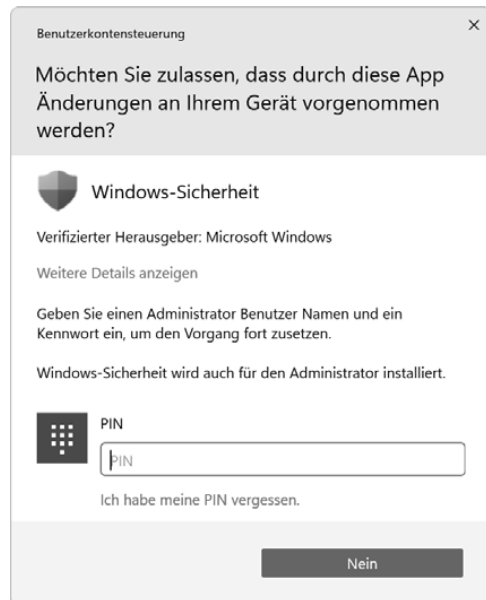 Benutzerkontensteuerung
Möchten Sie zulassen, dass durch diese App
Änderungen an Ihrem Gerät vorgenommen
werden?
Windows-Sicherheit
Verifizierter Herausgeber: Microsoft Windows
Weitere Details anzeigen
Geben Sie einen Administrator Benutzer Namen und ein
Kennwort ein, um den Vorgang fort zusetzen.
Windows-Sicherheit wird auch für den Administrator installiert.
PIN
PIN
Ich habe meine PIN vergessen.
Nein